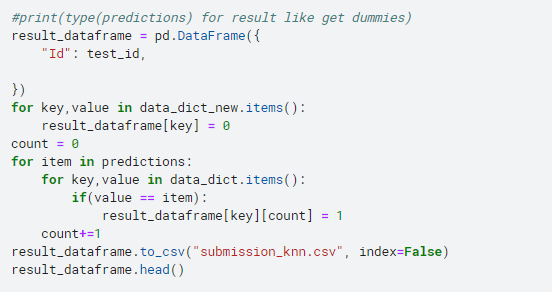 #print(type(predictions) for result like get dummies)
result_dataframe = pd.DataFrame({
    "Id": test_id,

})
for key,value in data_dict_new.items():
    result_dataframe[key] = 0
count = 0
for item in predictions:
    for key,value in data_dict.items():
        if(value == item):
            result_dataframe[key][count] = 1
    count+=1
result_dataframe.to_csv("submission_knn.csv", index=False)
result_dataframe.head()